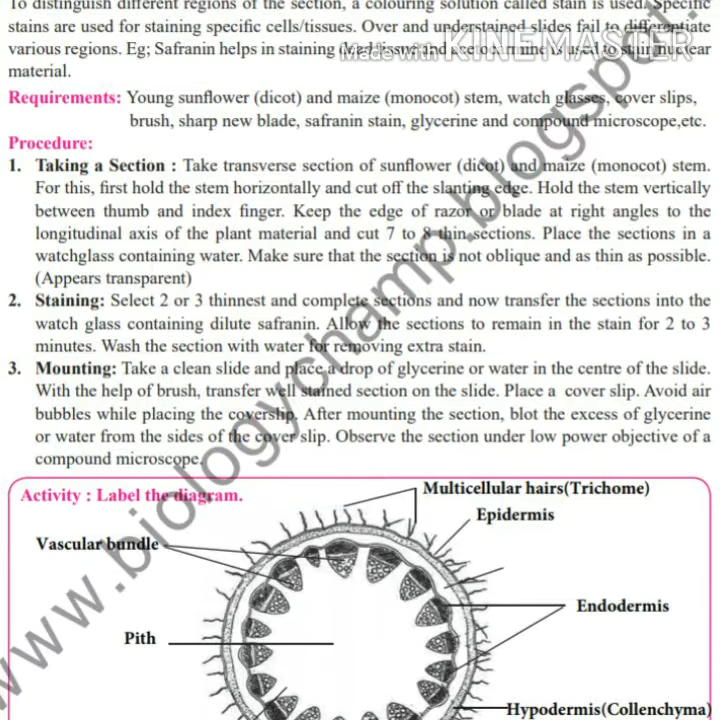 To distinguish different regions of the section, a colouring solution called stain is used. Specific
stains are used for staining specific cells/tissues. Over and understained slides fail to differentiate
various regions. Eg; Safranin helps in staining and is used to stain nuclear
Made with KINEMASTER
material.
Requirements: Young sunflower (dicot) and maize (monocot) stem, watch glasses, cover slips,
brush, sharp new blade, safranin stain, glycerine and compound microscope,etc.
Procedure:
1. Taking a Section : Take transverse section of sunflower (dicot) and maize (monocot) stem.
For this, first hold the stem horizontally and cut off the slanting edge. Hold the stem vertically
between thumb and index finger. Keep the edge of razor or blade at right angles to the
longitudinal axis of the plant material and cut 7 to 8 thin sections. Place the sections in a
watchglass containing water. Make sure that the section is not oblique and as thin as possible.
(Appears transparent)
2. Staining: Select 2 or 3 thinnest and complete sections and now transfer the sections into the
watch glass containing dilute safranin. Allow the sections to remain in the stain for 2 to 3
minutes. Wash the section with water for removing extra stain.
3. Mounting: Take a clean slide and place a drop of glycerine or water in the centre of the slide.
With the help of brush, transfer well stained section on the slide. Place a cover slip. Avoid air
bubbles while placing the coverslip. After mounting the section, blot the excess of glycerine
or water from the sides of the cover slip. Observe the section under low power objective of a
compound microscope.
Activity : Label the diagram.
Multicellular hairs(Trichome)
Epidermis
Vascular bundle
Endodermis
Pith
Hypodermis(Collenchyma)
www.biologychamp.blogspot.